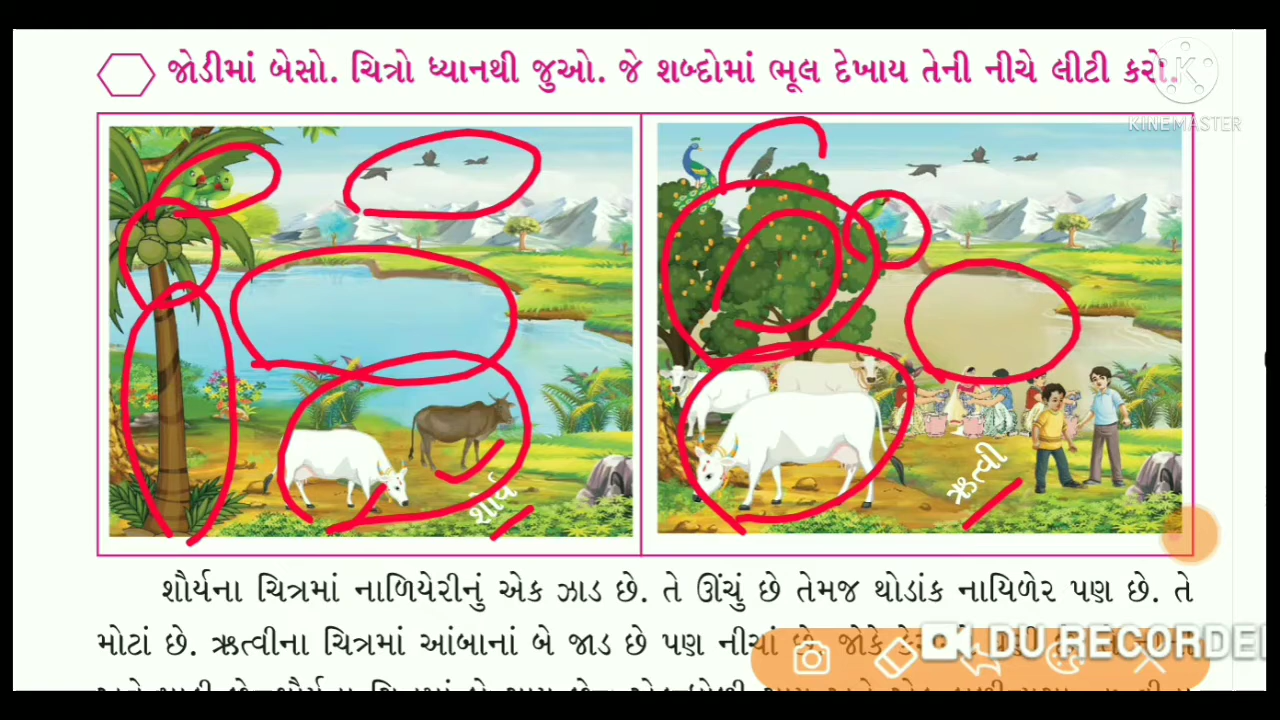 જોડીમાં બેસો. ચિત્રો ધ્યાનથી જુઓ. જે શબ્દોમાં ભૂલ દેખાય તેની નીચે લીટી કરો.
KINEMASTER
શૌર્ય
ઋત્વી
શૌર્યના ચિત્રમાં નાળિયેરીનું એક ઝાડ છે. તે ઊંચું છે તેમજ થોડાંક નાયિળેર પણ છે. તે
મોટાં છે. ઋત્વીના ચિત્રમાં આંબાનાં બે જાડ છે પણ નીચાં છે. જોકે
DU RECORDER